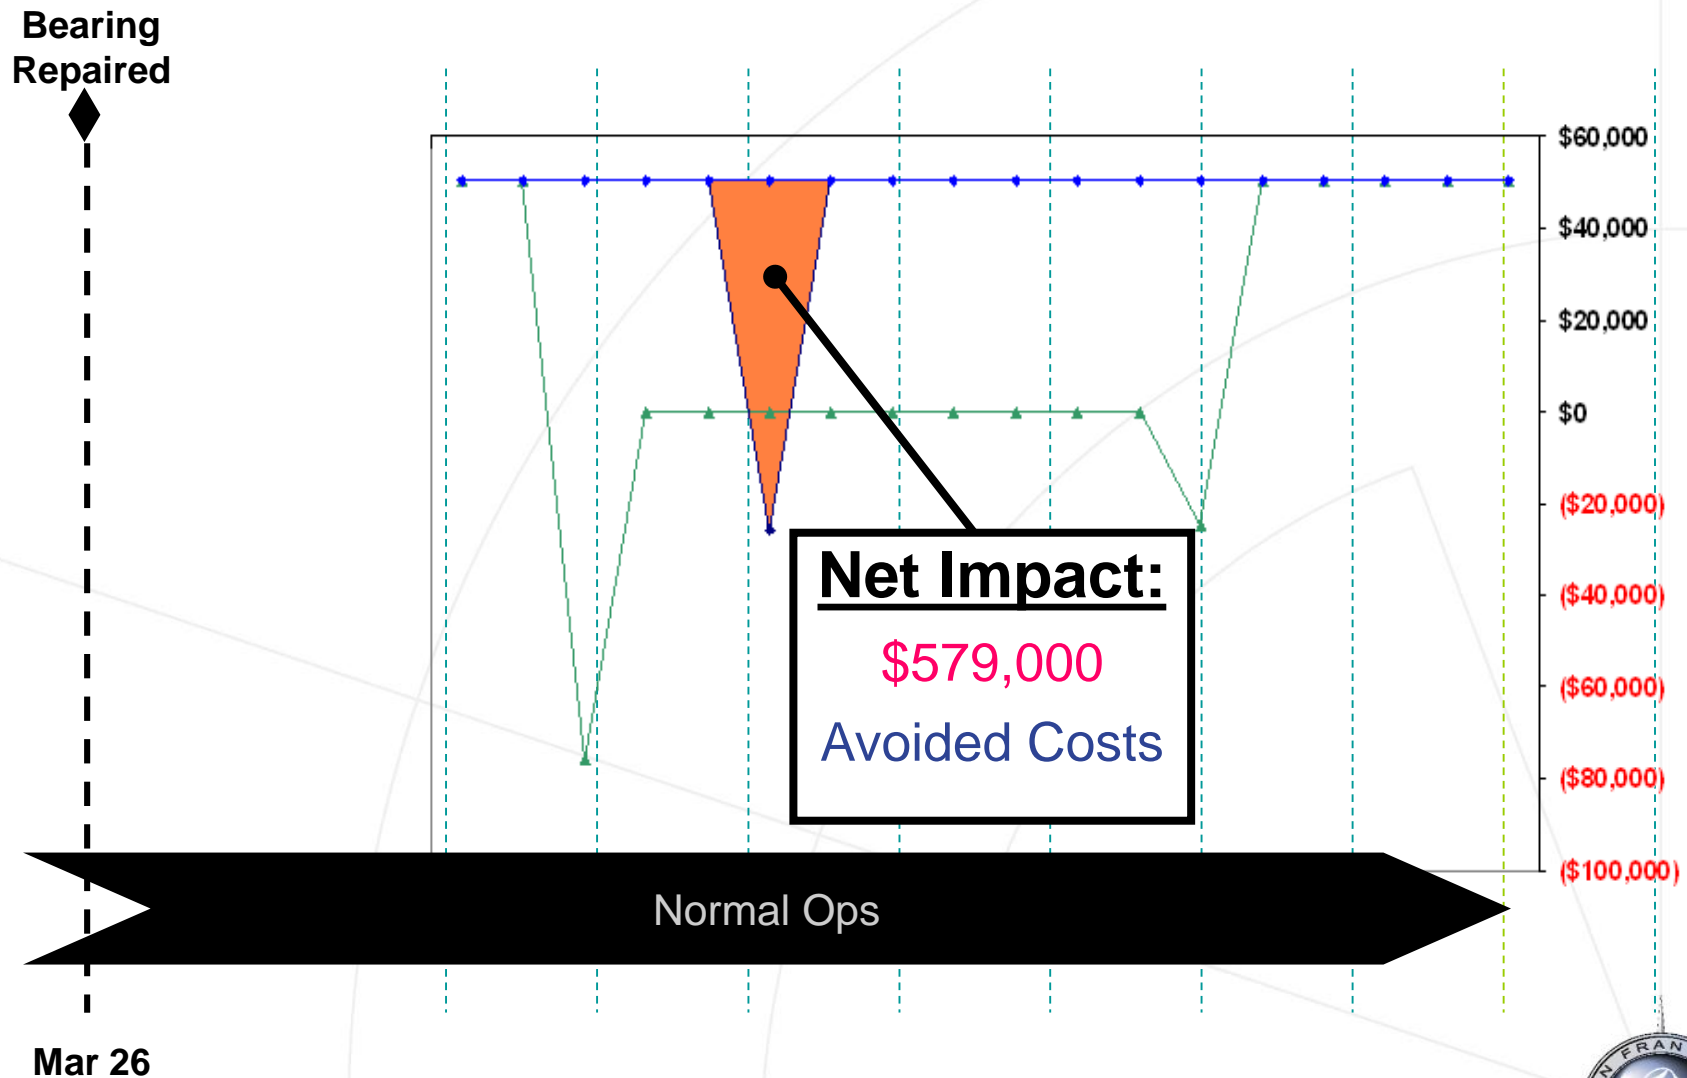 Bearing
Repaired
$60,000
$40,000
$20,000
$0
($20,000)
($40,000)
($60,000)
($80,000)
($100,000)
Net Impact:
$579,000
Avoided Costs
Normal Ops
Mar 26